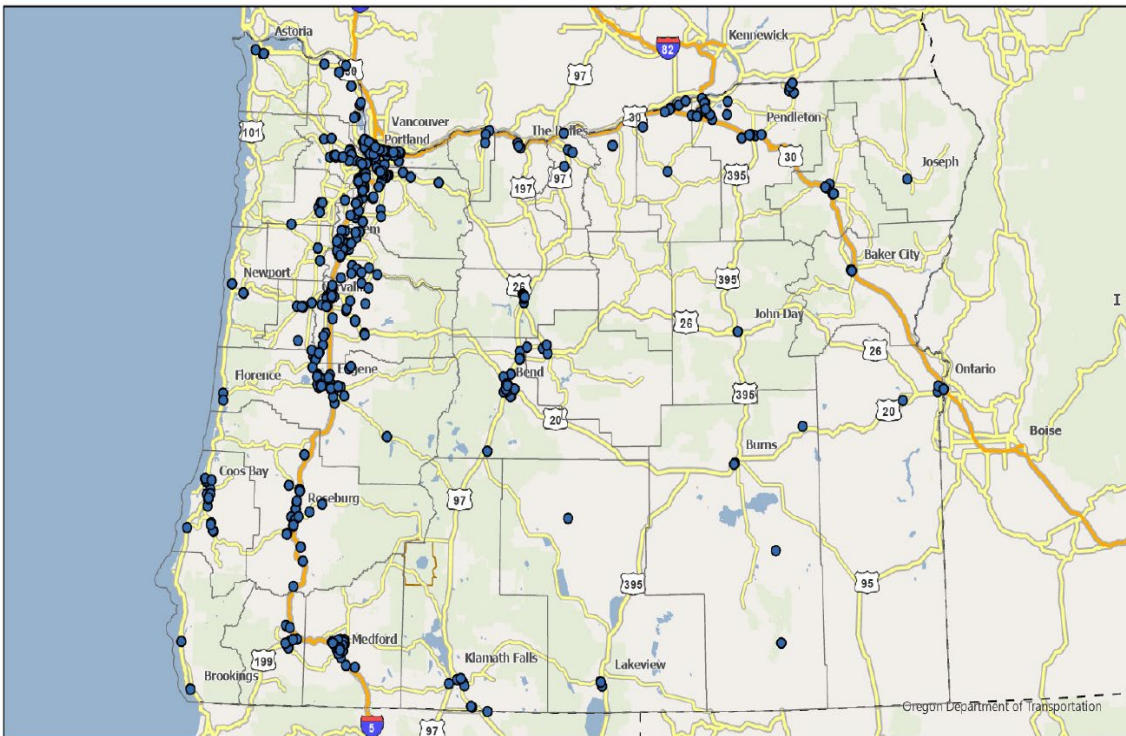 Astoria
82
Kennewick
30
97
101
Vancouver
Portland
The Dalles
30
Pendleton
30
Joseph
197
97
395
Newport
26
395
Baker City
John Day
26
26
Florence
Eugene
Bend
Ontario
20
395
20
Burns
Boise
Coos Bay
Roseburg
97
395
95
Medford
199
Klamath Falls
Lakeview
Brookings
5
97
Oregon Department of Transportation
I